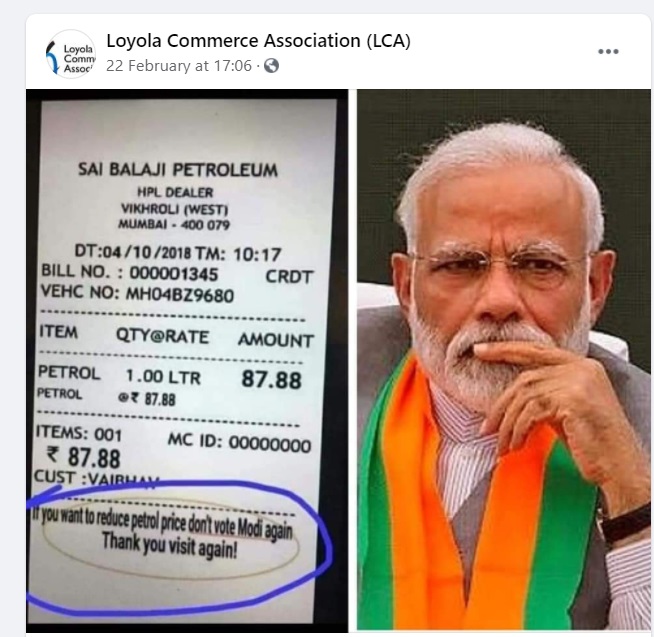 Loyola Commerce Association (LCA)
22 February at 17:06
Loyola
Comm
Assoc
SAI BALAJI PETROLEUM
HPL DEALER
VIKHROLI (WEST)
MUMBAI - 400 079
DT:04/10/2018 TM: 10:17
BILL NO. : 000001345 CRDT
VEHC NO: MH04BZ9680
ITEM QTY@RATE AMOUNT
PETROL 1.00 LTR 87.88
PETROL @₹ 87.88
ITEMS: 001 MC ID: 00000000
₹ 87.88
CUST :VAIBHAV
If you want to reduce petrol price don't vote Modi again
Thank you visit again!